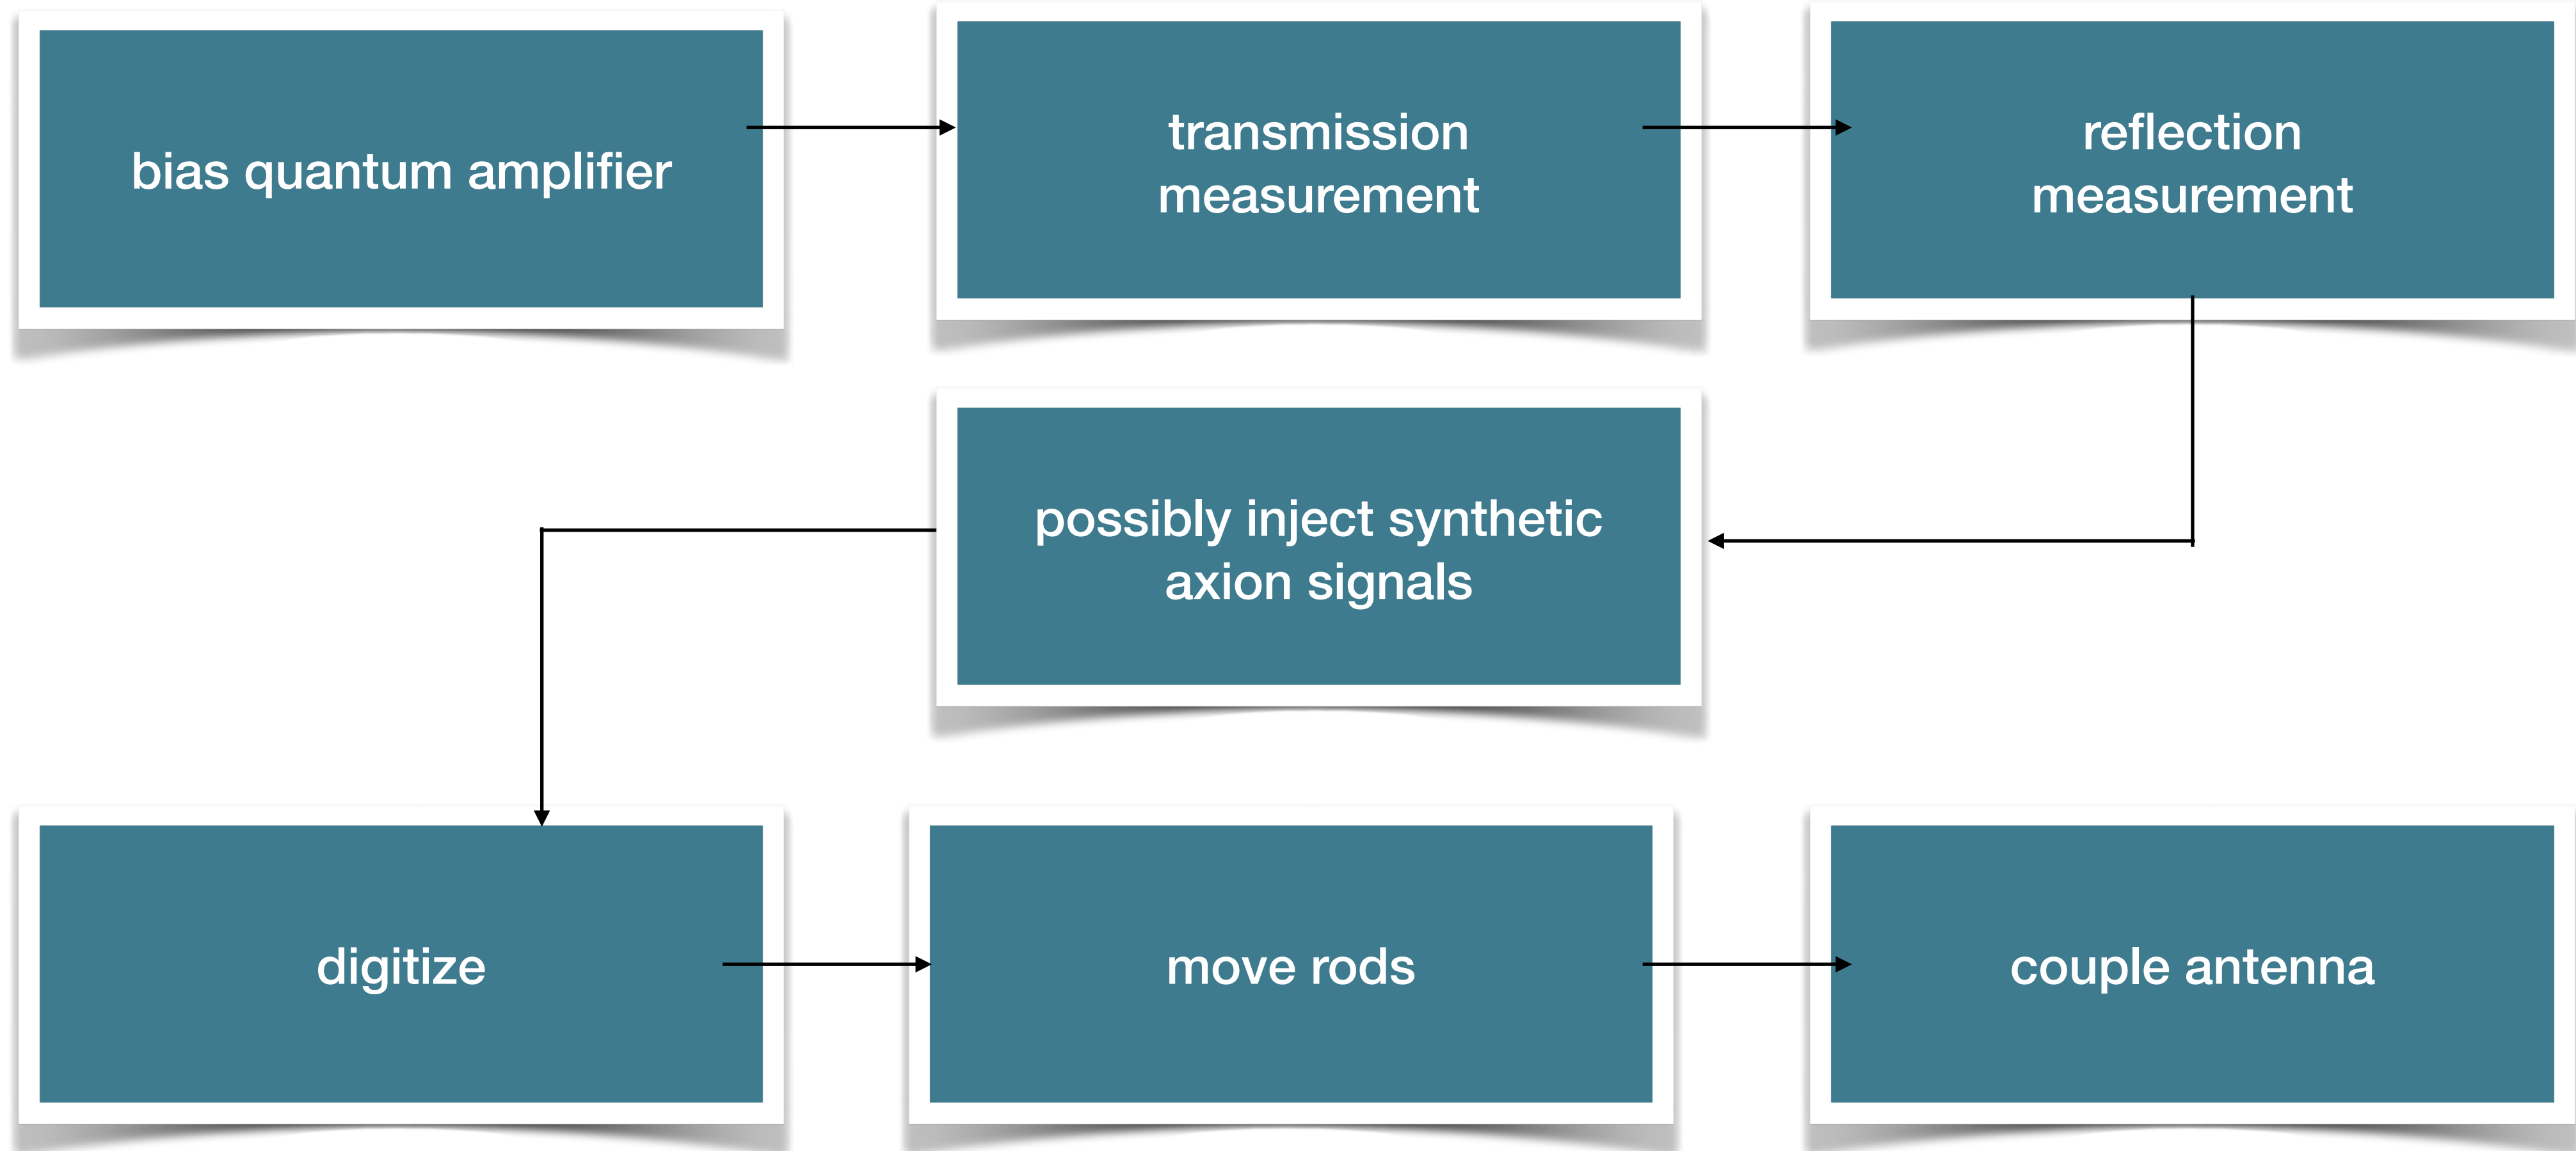 bias quantum amplifier
transmission
measurement
reflection
measurement
possibly inject synthetic
axion signals
digitize
move rods
couple antenna